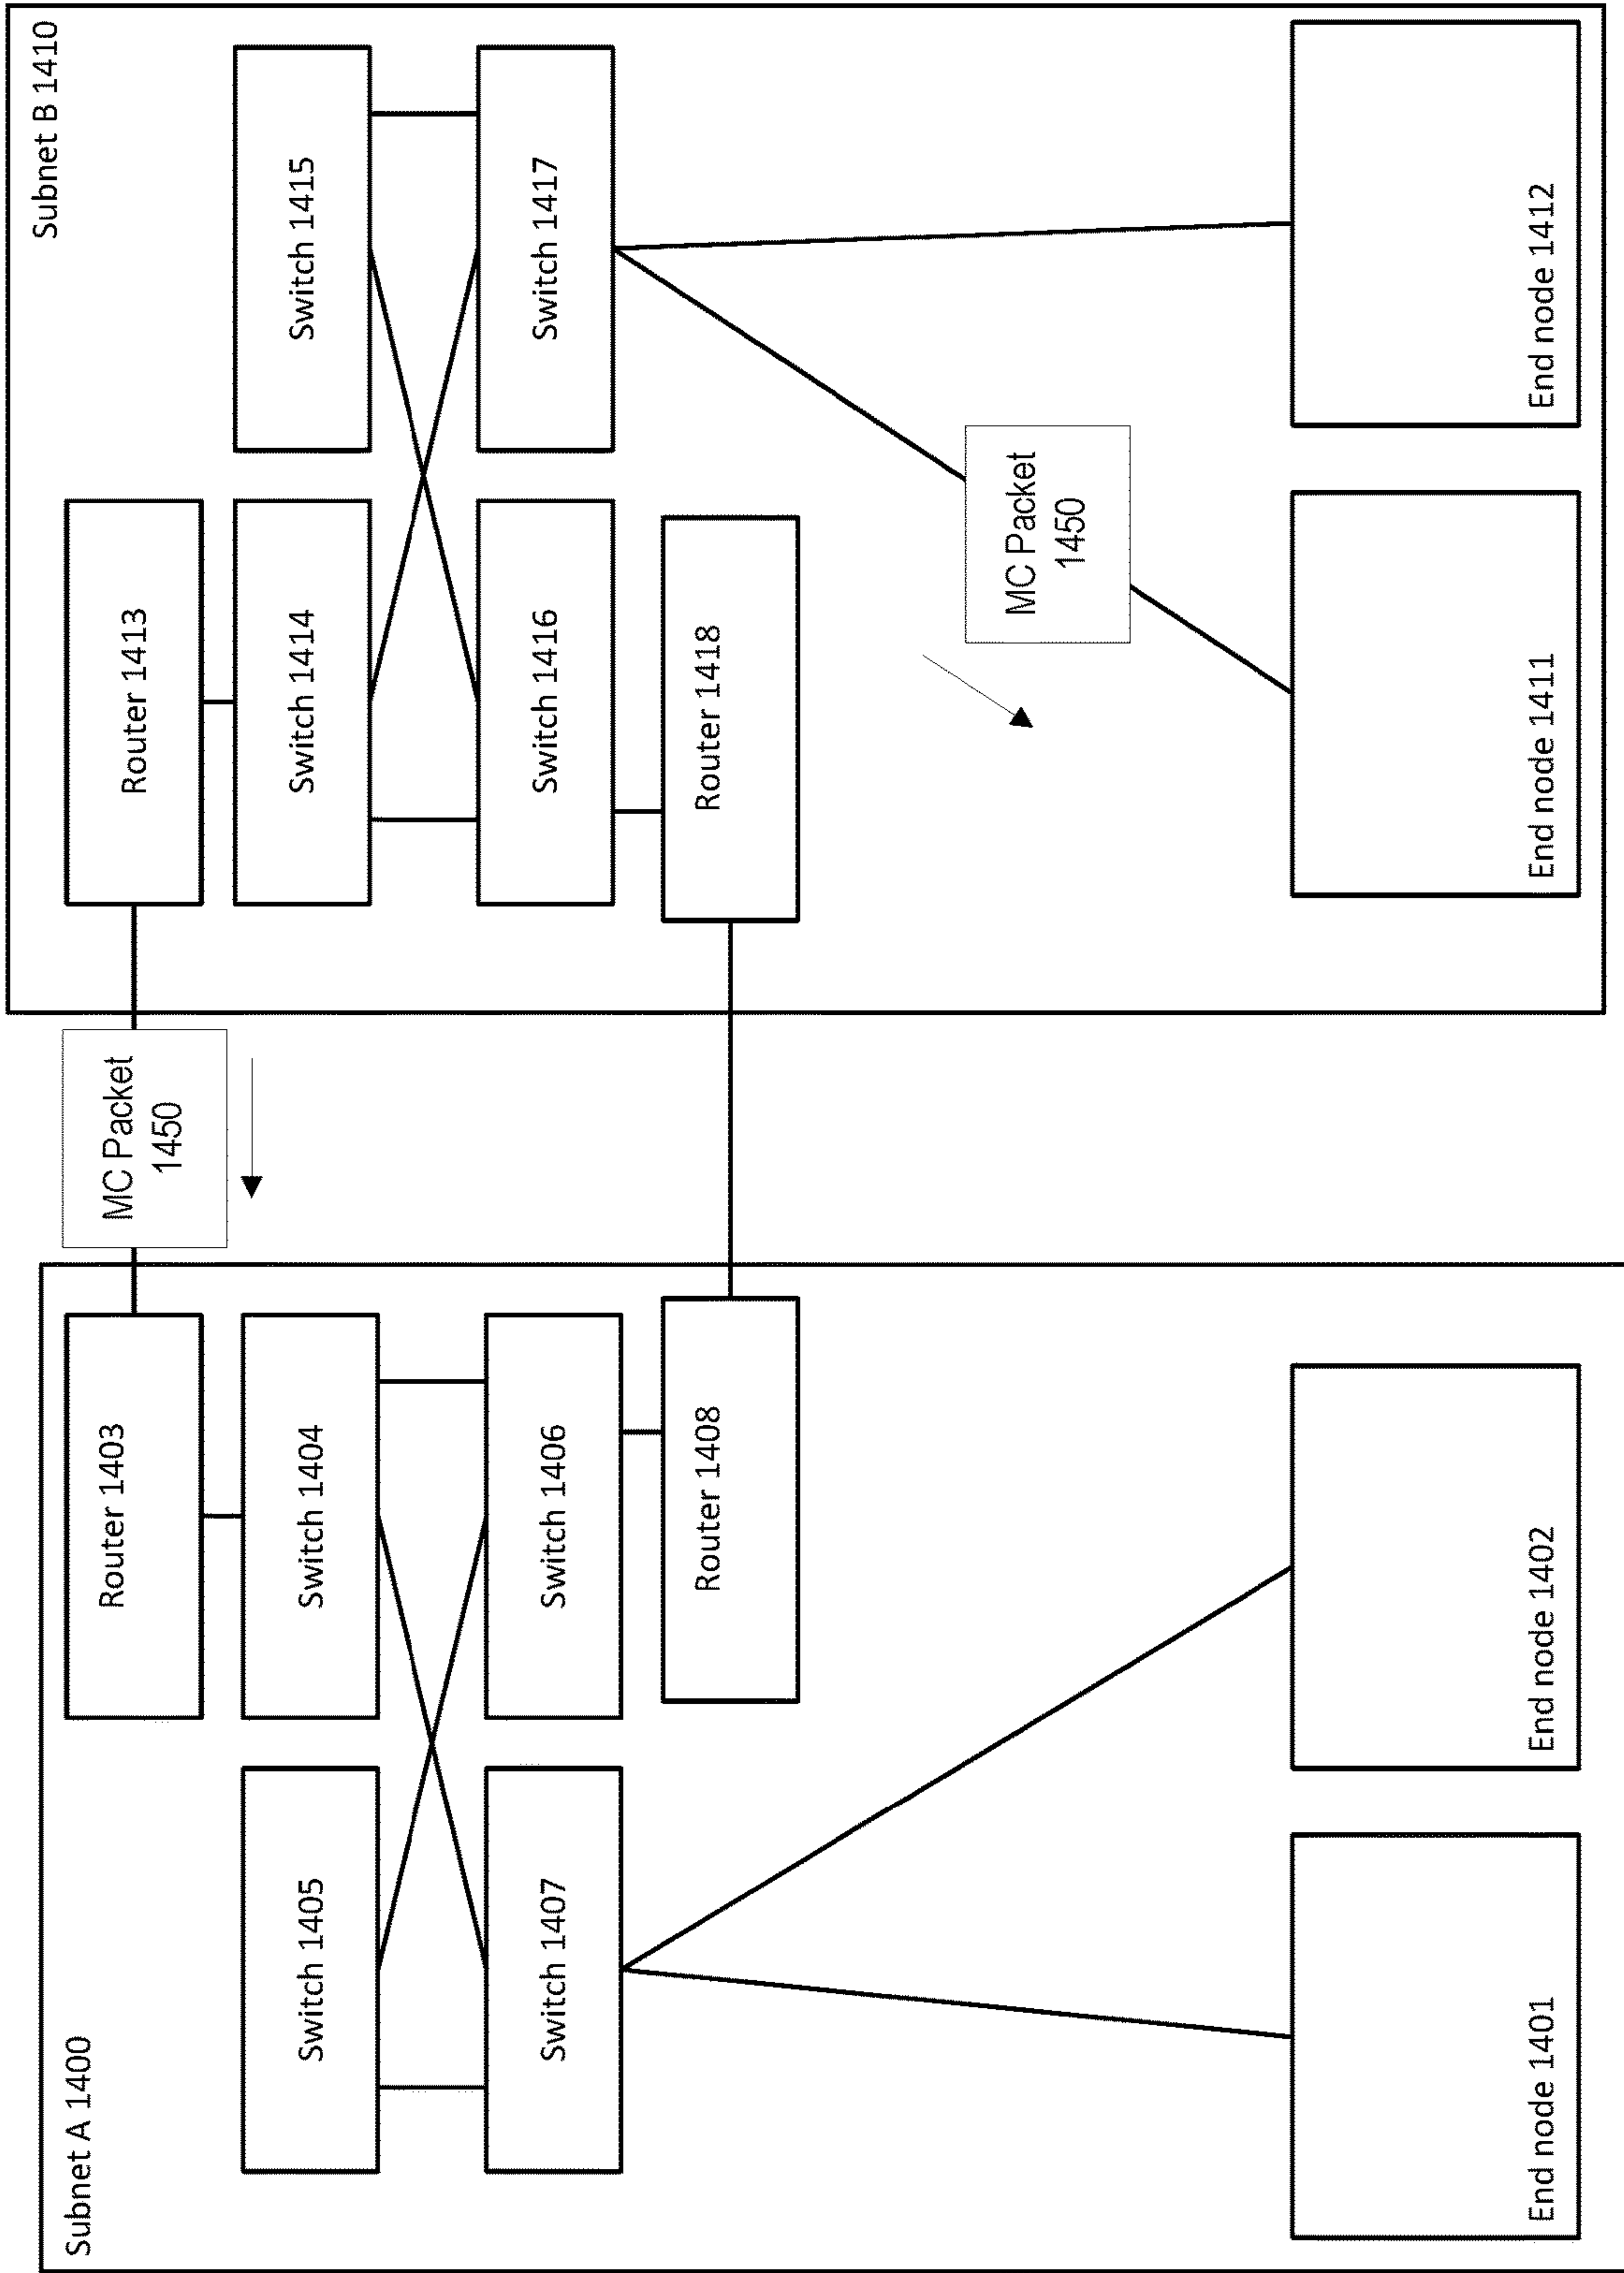 Subnet A 1400
Router 1403
Switch 1405
Switch 1404
Switch 1407
Switch 1406
Router 1408
End node 1401
End node 1402
MC Packet
1450
Subnet B 1410
Router 1413
Switch 1414
Switch 1415
Switch 1416
Switch 1417
Router 1418
MC Packet
1450
End node 1411
End node 1412